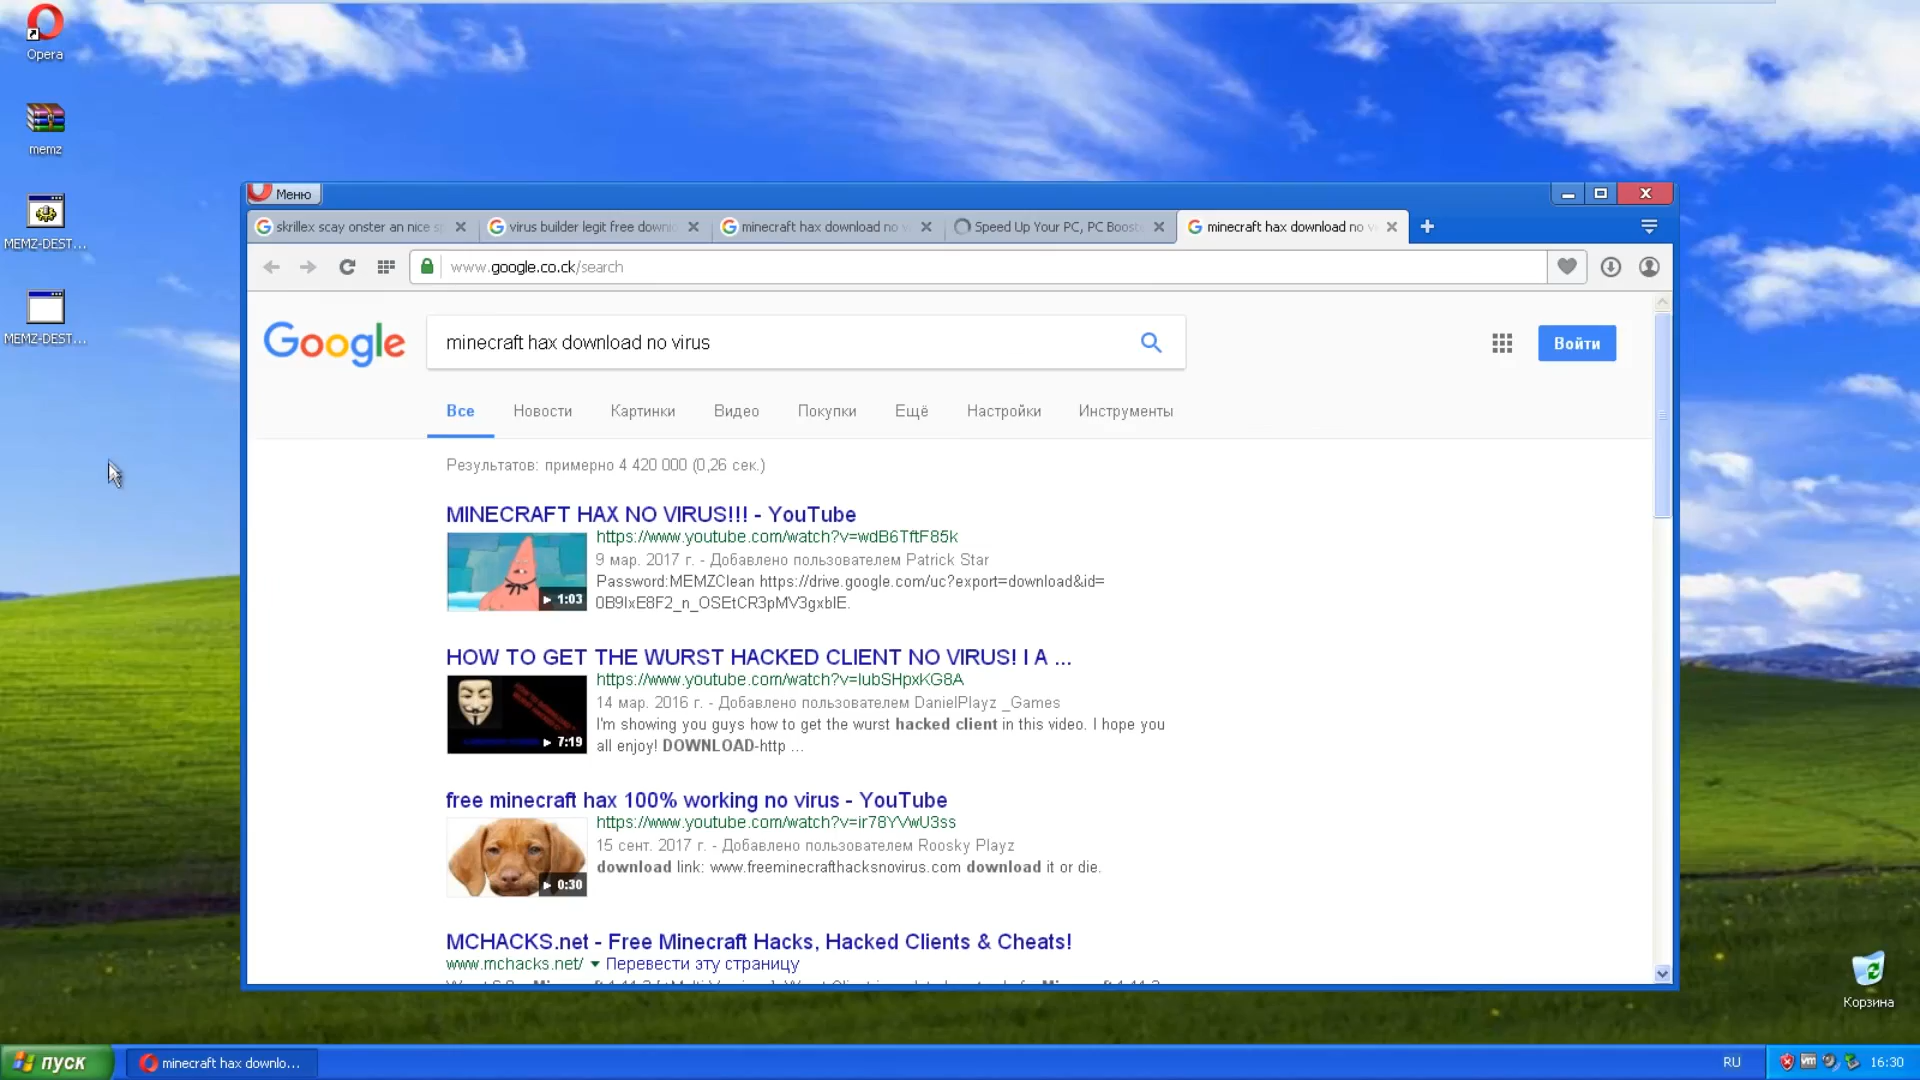 Opera
memz
MEMZ-DEST...
MEMZ-DEST...
Меню
skrillex scay onster an nice s
virus builder legit free downl
minecraft hax download no v
Speed Up Your PC, PC Boost
minecraft hax download no v
www.google.co.ck/search
Google
minecraft hax download no virus
Войти
Все
Новости
Картинки
Видео
Покупки
Ещё
Настройки
Инструменты
Результатов: примерно 4 420 000 (0,26 сек.)
MINECRAFT HAX NO VIRUS!!! - YouTube
https://www.youtube.com/watch?v=wdB6TftF85k
9 мар. 2017 г. - Добавлено пользователем Patrick Star
Password:MEMZClean https://drive.google.com/uc?export=download&id=
0B9IxE8F2_n_OSEtCR3pMV3gxblE.
1:03
HOW TO GET THE WURST HACKED CLIENT NO VIRUS! I A ...
https://www.youtube.com/watch?v=IubSHpxKG8A
14 мар. 2016 г. - Добавлено пользователем DanielPlayz _Games
I'm showing you guys how to get the wurst hacked client in this video. I hope you
all enjoy! DOWNLOAD-http ...
7:19
free minecraft hax 100% working no virus - YouTube
https://www.youtube.com/watch?v=ir78YVwU3ss
15 сент. 2017 г. - Добавлено пользователем Roosky Playz
download link: www.freeminecrafthacksnovirus.com download it or die.
0:30
MCHACKS.net - Free Minecraft Hacks, Hacked Clients & Cheats!
www.mchacks.net/ Перевести эту страницу
Корзина
пуск
minecraft hax downlo...
RU
vm
16:30